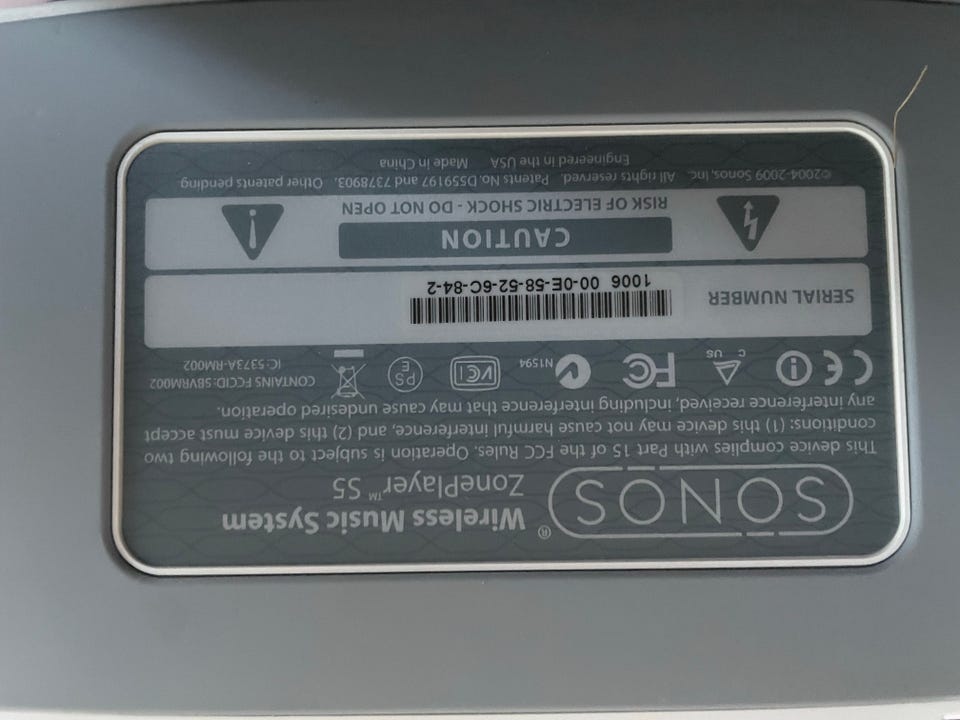 SONOS® Wireless Music System
ZonePlayer™ S5
This device complies with Part 15 of the FCC Rules. Operation is subject to the following two
conditions: (1) this device may not cause harmful interference, and (2) this device must accept
any interference received, including interference that may cause undesired operation.
CE FC C US N1594 VCI PS E CONTAINS FCCID:SBVRM002
IC:5373A-RM002
SERIAL NUMBER
1006 00-0E-58-52-6C-84-2
CAUTION
RISK OF ELECTRIC SHOCK - DO NOT OPEN
©2004-2009 Sonos, Inc. All rights reserved. Patents No. D559197 and 7378903. Other patents pending.
Engineered in the USA Made in China